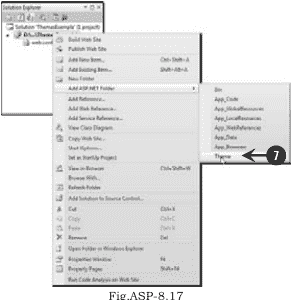 Solution Explorer
Solution 'ThemesExample' (1 project)
Build Web Site
Publish Web Site
Add New Item... Ctrl+Shift+A
Add Existing Item... Shift+Alt+A
New Folder
Add ASP.NET Folder
Bin
App_Code
App_GlobalResources
App_LocalResources
App_WebReferences
App_Data
App_Browsers
Theme
7
Add Reference...
Add Web Reference...
Add Service Reference...
View Class Diagram
Copy Web Site...
Start Options...
Set as StartUp Project
View in Browser Ctrl+Shift+W
Browse With...
Refresh Folder
Add Solution to Source Control...
Cut Ctrl+X
Copy Ctrl+C
Paste Ctrl+V
Remove Del
Open Folder in Windows Explorer
Properties Window F4
Property Pages Shift+F4
Run Code Analysis on Web Site
Fig.ASP-8.17